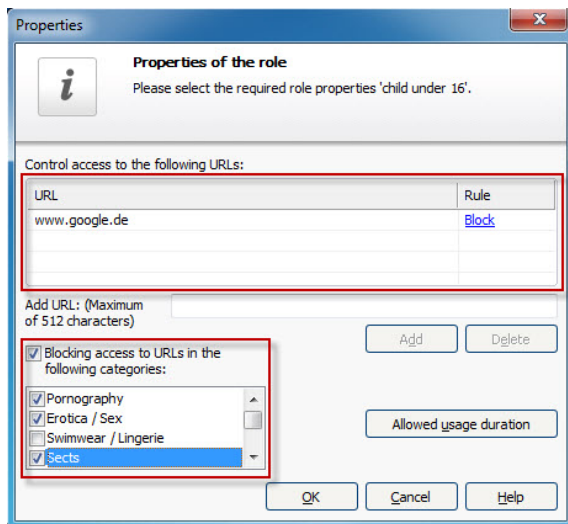 Properties
x
i
Properties of the role
Please select the required role properties 'child under 16'.
Control access to the following URLs:
URL Rule
www.google.de Block
Add URL: (Maximum
of 512 characters)
Add Delete
Blocking access to URLs in the
following categories:
Pornography
Erotica / Sex
Swimwear / Lingerie
Sects
Allowed usage duration
OK Cancel Help